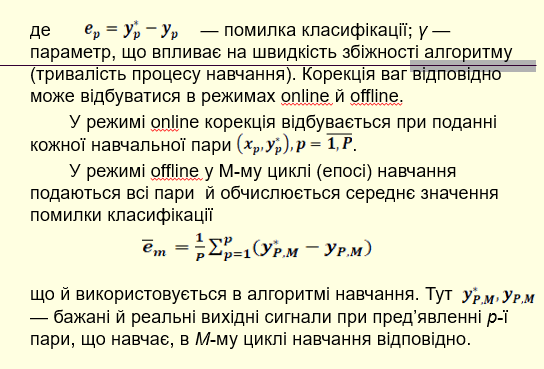 де e_p = y_p^* − y_p — помилка класифікації; γ —
параметр, що впливає на швидкість збіжності алгоритму
(тривалість процесу навчання). Корекція ваг відповідно
може відбуватися в режимах online й offline.
У режимі online корекція відбувається при поданні
кожної навчальної пари (x_p, y_p^*), p = \overline{1, P}.
У режимі offline у М-му циклі (епосі) навчання
подаються всі пари й обчислюється середнє значення
помилки класифікації
\overline{e}_m = \frac{1}{P} \sum_{p=1}^{P} (y_{P,M}^* − y_{P,M})
що й використовується в алгоритмі навчання. Тут y_{P,M}^*, y_{P,M}
— бажані й реальні вихідні сигнали при пред’явленні р-ї
пари, що навчає, в М-му циклі навчання відповідно.